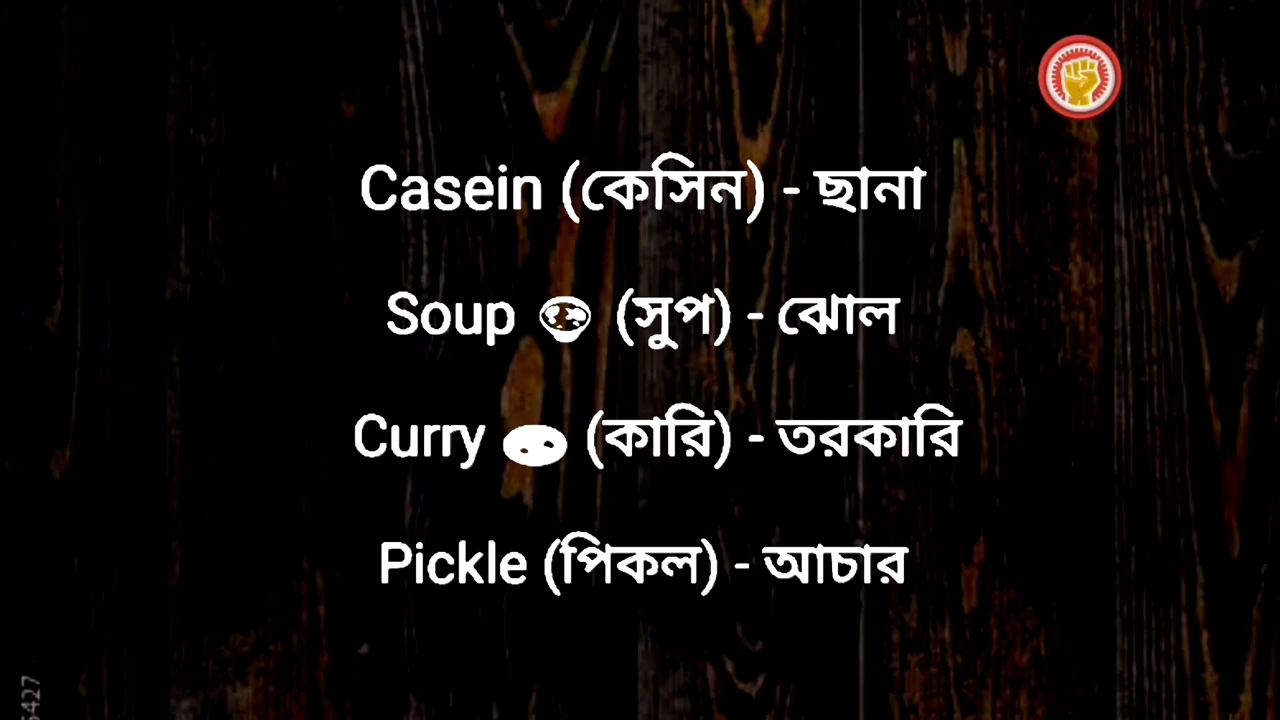 Casein (কেসিন) - ছানা
Soup 🍲 (সুপ) - ঝোল
Curry 🍛 (কারি) - তরকারি
Pickle (পিকল) - আচার